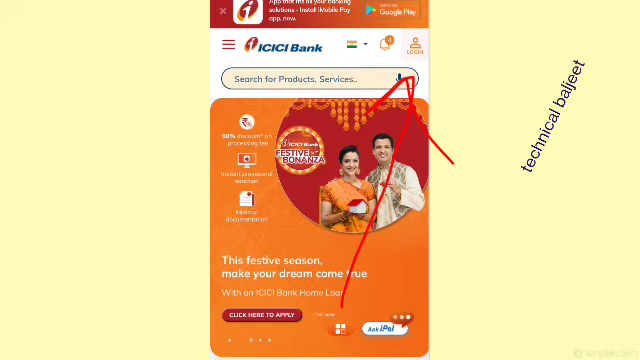 App that fits all your banking
solutions - Install iMobile Pay
app, now.
Google Play
ICICI Bank
LOGIN
Search for Products, Services..
50% discount* on
processing fee
Instant provisional
sanction
Minimal
documentation
ICICI Bank
FESTIVE
BONANZA
This festive season,
make your dream come true
With an ICICI Bank Home Loan
CLICK HERE TO APPLY
Ask iPal
technical baljeet